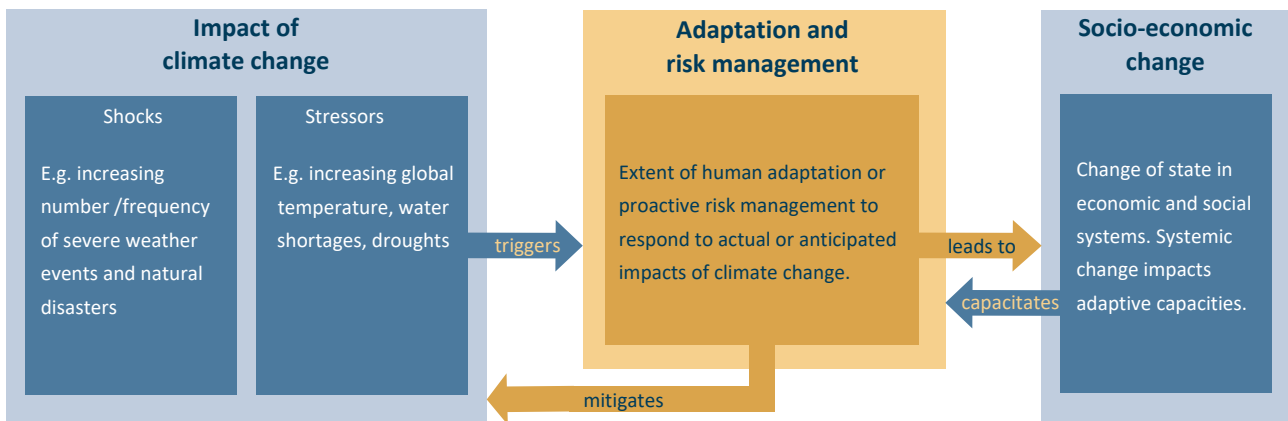 Impact of
climate change
Shocks
E.g. increasing
number /frequency
of severe weather
events and natural
disasters
Stressors
E.g. increasing global
temperature, water
shortages, droughts
triggers
Adaptation and
risk management
Extent of human adaptation or
proactive risk management to
respond to actual or anticipated
impacts of climate change.
leads to
capacitates
mitigates
Socio-economic
change
Change of state in
economic and social
systems. Systemic
change impacts
adaptive capacities.